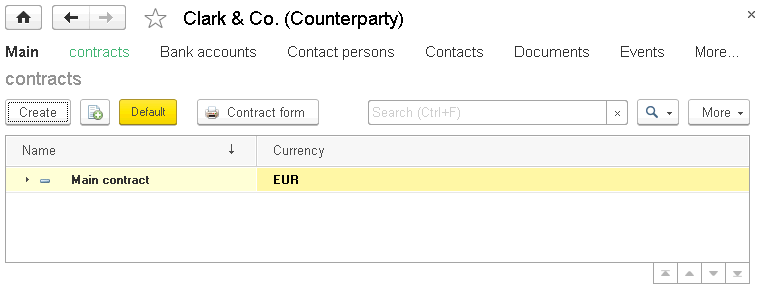 Clark & Co. (Counterparty)
Main contracts Bank accounts Contact persons Contacts Documents Events More...
contracts
Create Default Contract form Search (Ctrl+F) × More
Name ↓ Currency
Main contract EUR